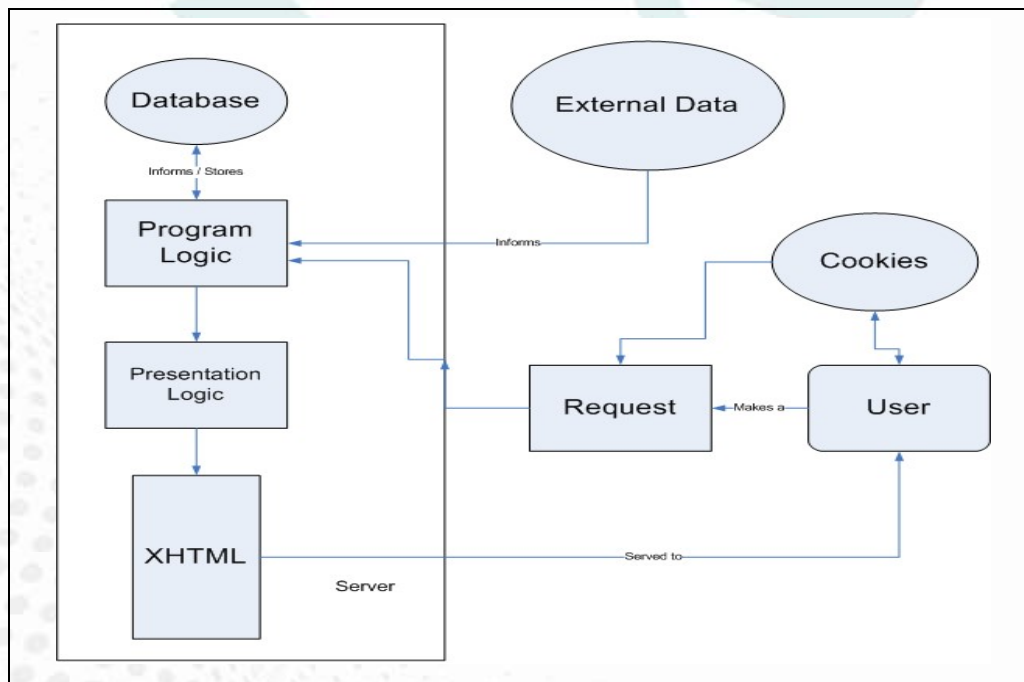 Database
External Data
Informs / Stores
Program
Logic
Informs
Cookies
Presentation
Logic
Request
Makes a
User
XHTML
Served to
Server